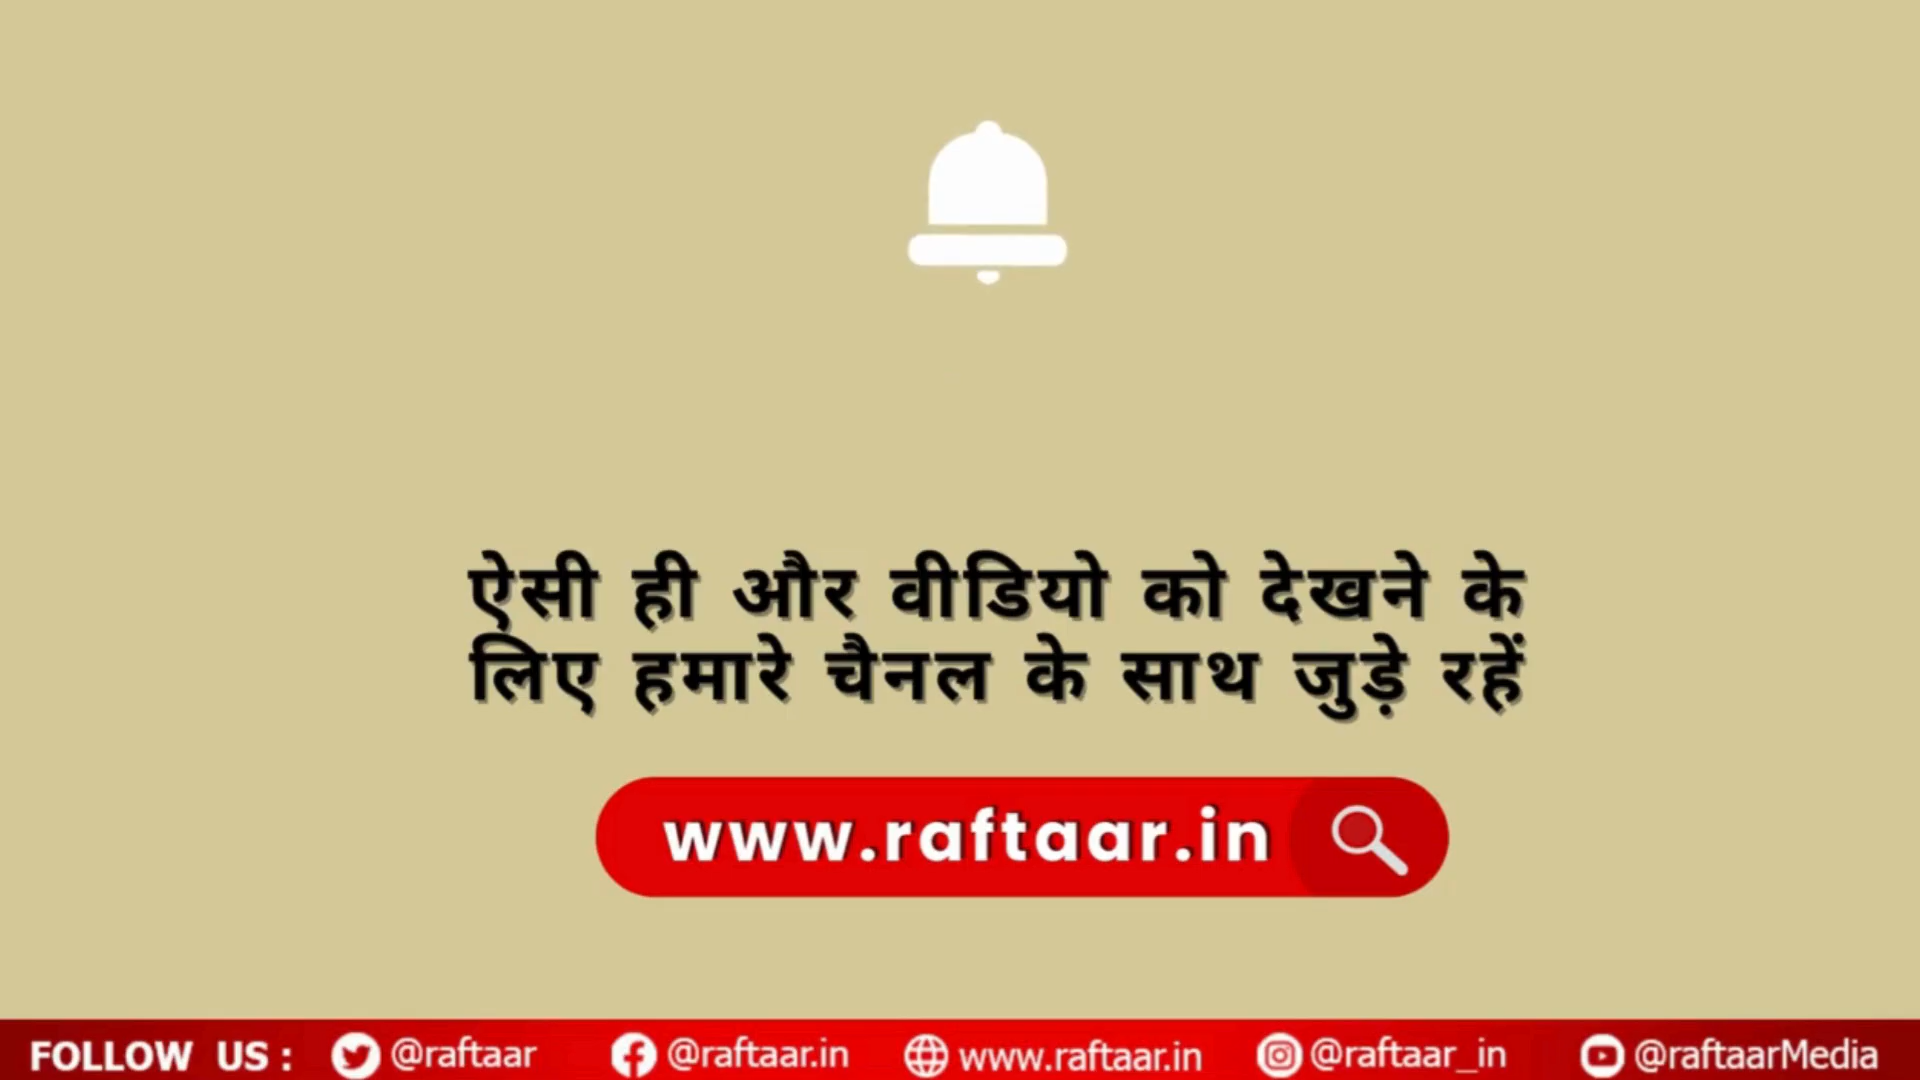 ऐसी ही और वीडियो को देखने के
लिए हमारे चैनल के साथ जुड़े रहें
www.raftaar.in
FOLLOW US : @raftaar @raftaar.in www.raftaar.in @raftaar_in @raftaarMedia